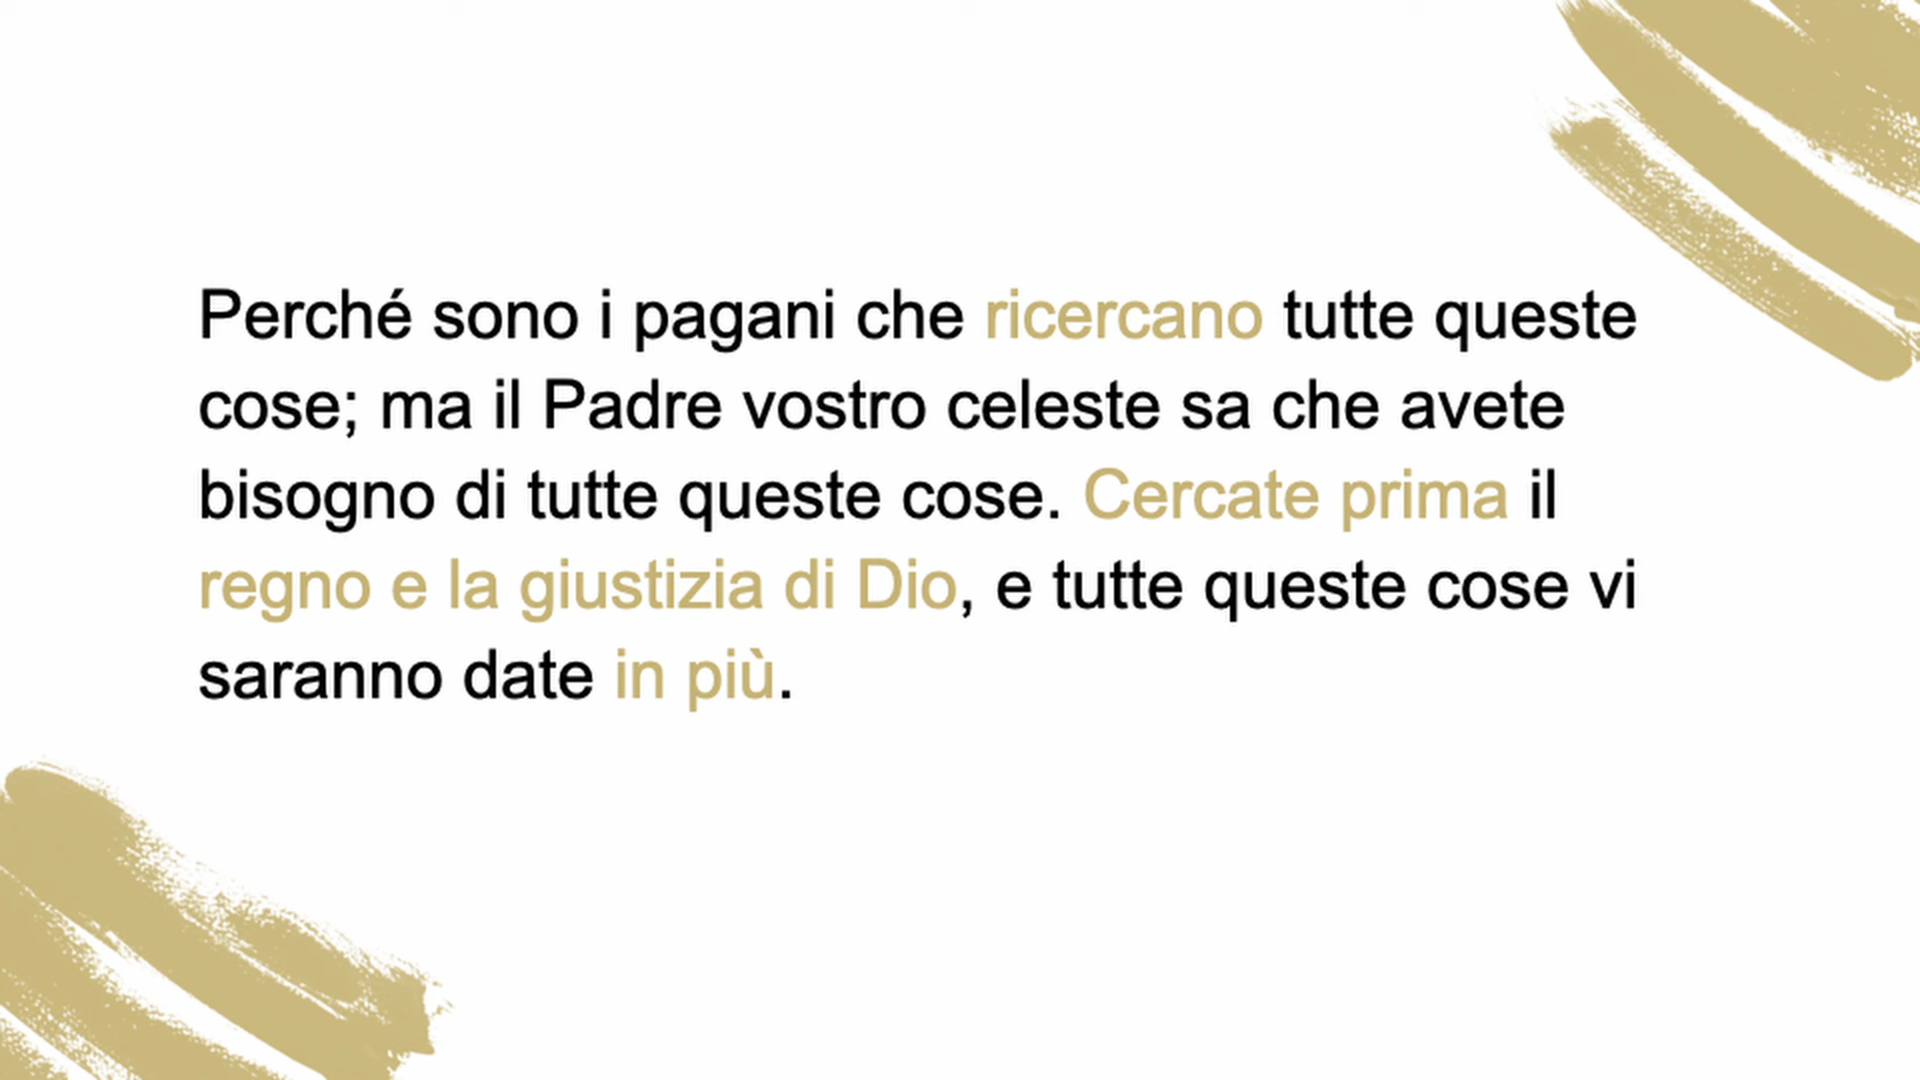 Perché sono i pagani che ricercano tutte queste
cose; ma il Padre vostro celeste sa che avete
bisogno di tutte queste cose. Cercate prima il
regno e la giustizia di Dio, e tutte queste cose vi
saranno date in più.